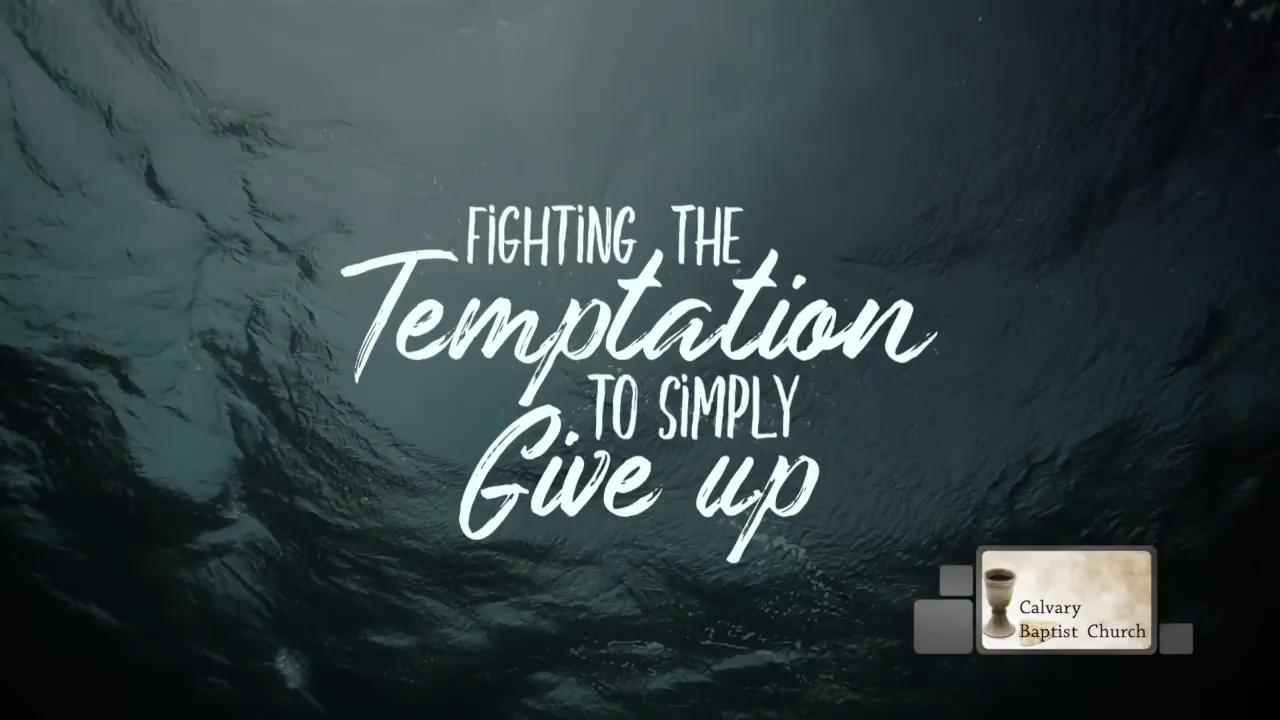 FiGHTiNG THE
Temptation
TO SiMPLY
Give up
Calvary
Baptist Church